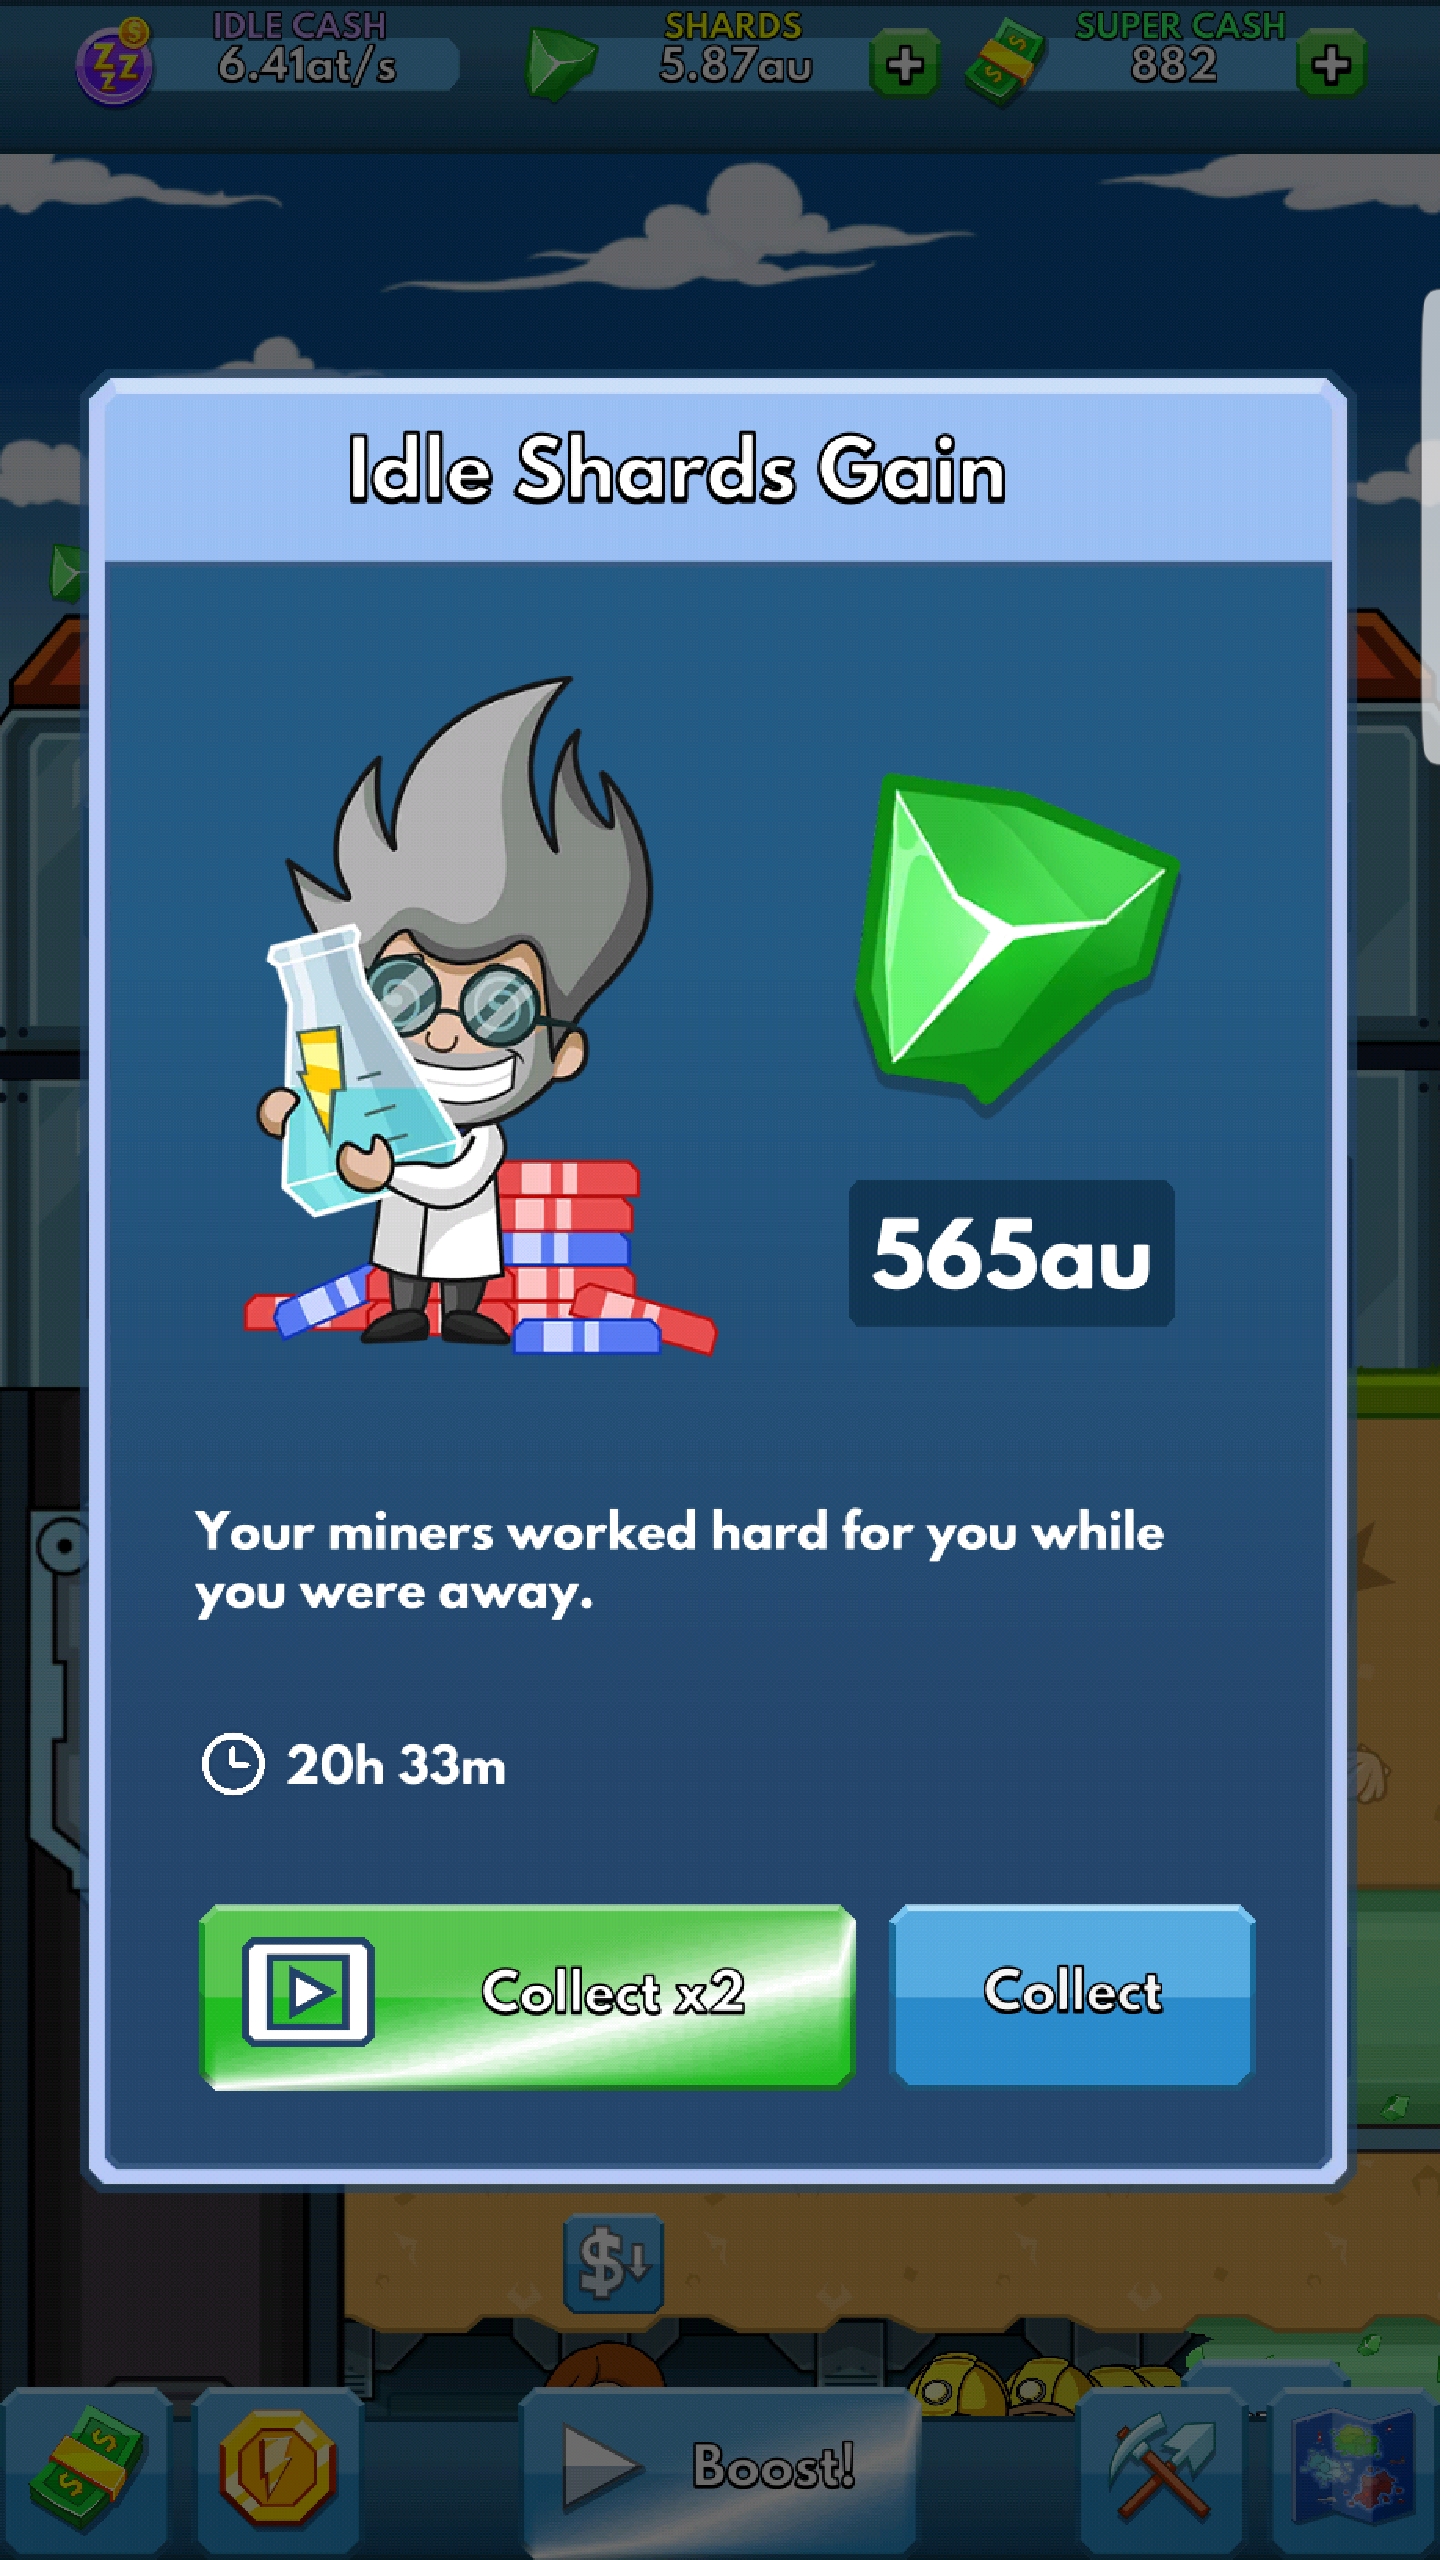 IDLE CASH
6.41at/s
SHARDS
5.87au
SUPER CASH
882
Idle Shards Gain
565au
Your miners worked hard for you while
you were away.
20h 33m
Collect x2
Collect
Boost!